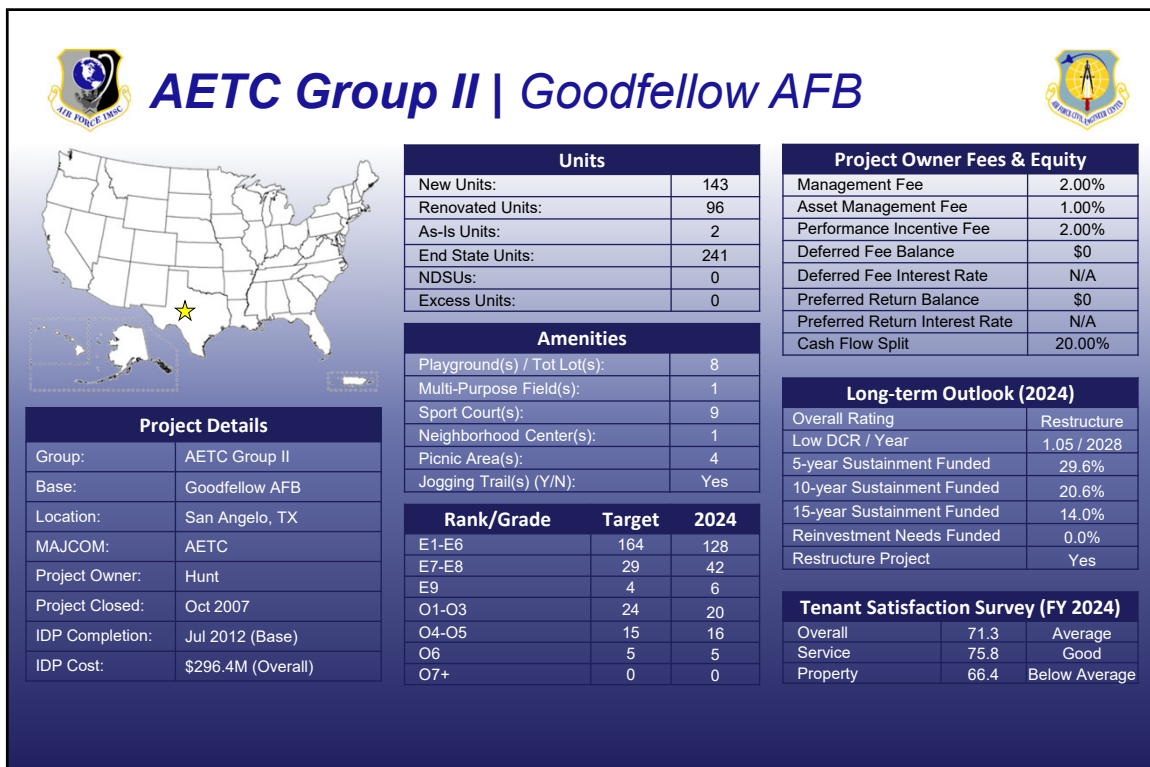 AETC Group II | Goodfellow AFB
AIR FORCE IMSC
AIR FORCE CIVIL ENGINEER CENTER
Project Details
Group: AETC Group II
Base: Goodfellow AFB
Location: San Angelo, TX
MAJCOM: AETC
Project Owner: Hunt
Project Closed: Oct 2007
IDP Completion: Jul 2012 (Base)
IDP Cost: $296.4M (Overall)
Units
New Units: 143
Renovated Units: 96
As-Is Units: 2
End State Units: 241
NDSUs: 0
Excess Units: 0
Amenities
Playground(s) / Tot Lot(s): 8
Multi-Purpose Field(s): 1
Sport Court(s): 9
Neighborhood Center(s): 1
Picnic Area(s): 4
Jogging Trail(s) (Y/N): Yes
Rank/Grade Target 2024
E1-E6 164 128
E7-E8 29 42
E9 4 6
O1-O3 24 20
O4-O5 15 16
O6 5 5
O7+ 0 0
Project Owner Fees & Equity
Management Fee 2.00%
Asset Management Fee 1.00%
Performance Incentive Fee 2.00%
Deferred Fee Balance $0
Deferred Fee Interest Rate N/A
Preferred Return Balance $0
Preferred Return Interest Rate N/A
Cash Flow Split 20.00%
Long-term Outlook (2024)
Overall Rating Restructure
Low DCR / Year 1.05 / 2028
5-year Sustainment Funded 29.6%
10-year Sustainment Funded 20.6%
15-year Sustainment Funded 14.0%
Reinvestment Needs Funded 0.0%
Restructure Project Yes
Tenant Satisfaction Survey (FY 2024)
Overall 71.3 Average
Service 75.8 Good
Property 66.4 Below Average